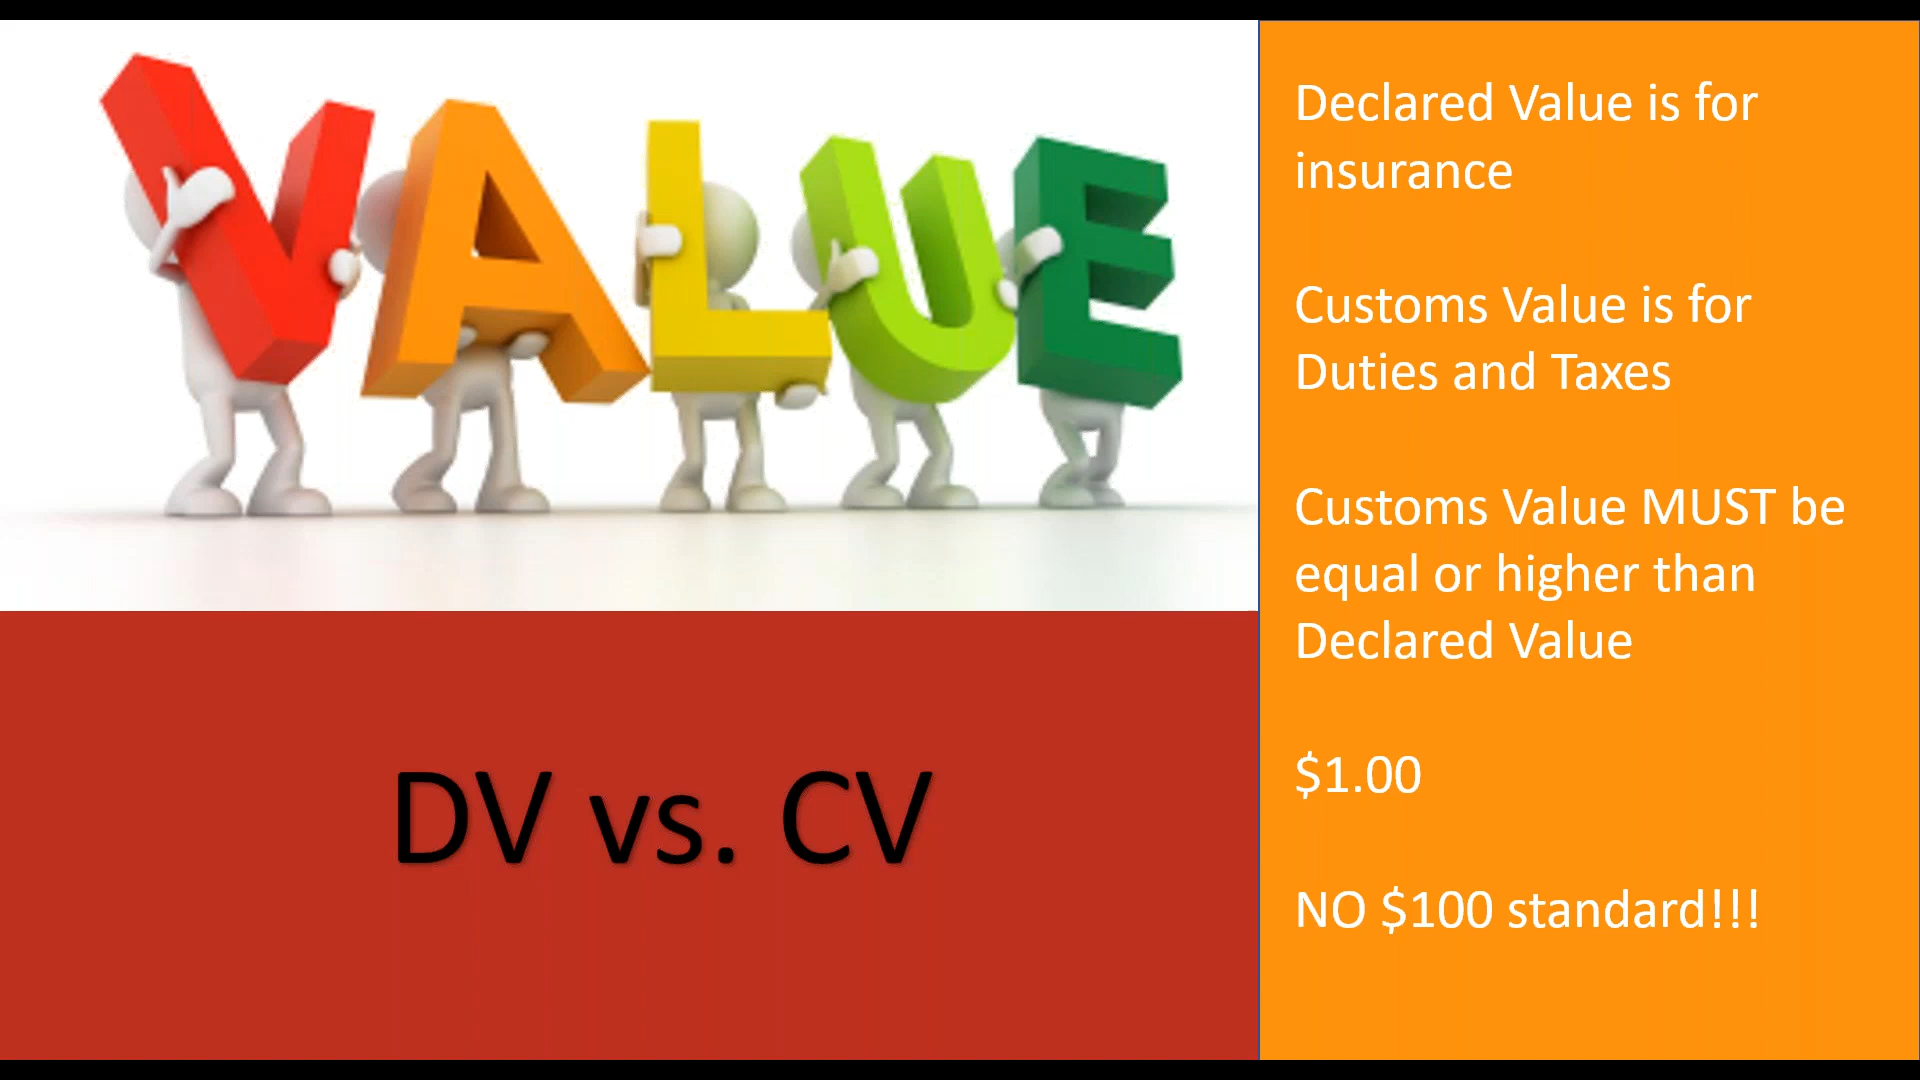 VALUE
DV vs. CV
Declared Value is for
insurance
Customs Value is for
Duties and Taxes
Customs Value MUST be
equal or higher than
Declared Value
$1.00
NO $100 standard!!!